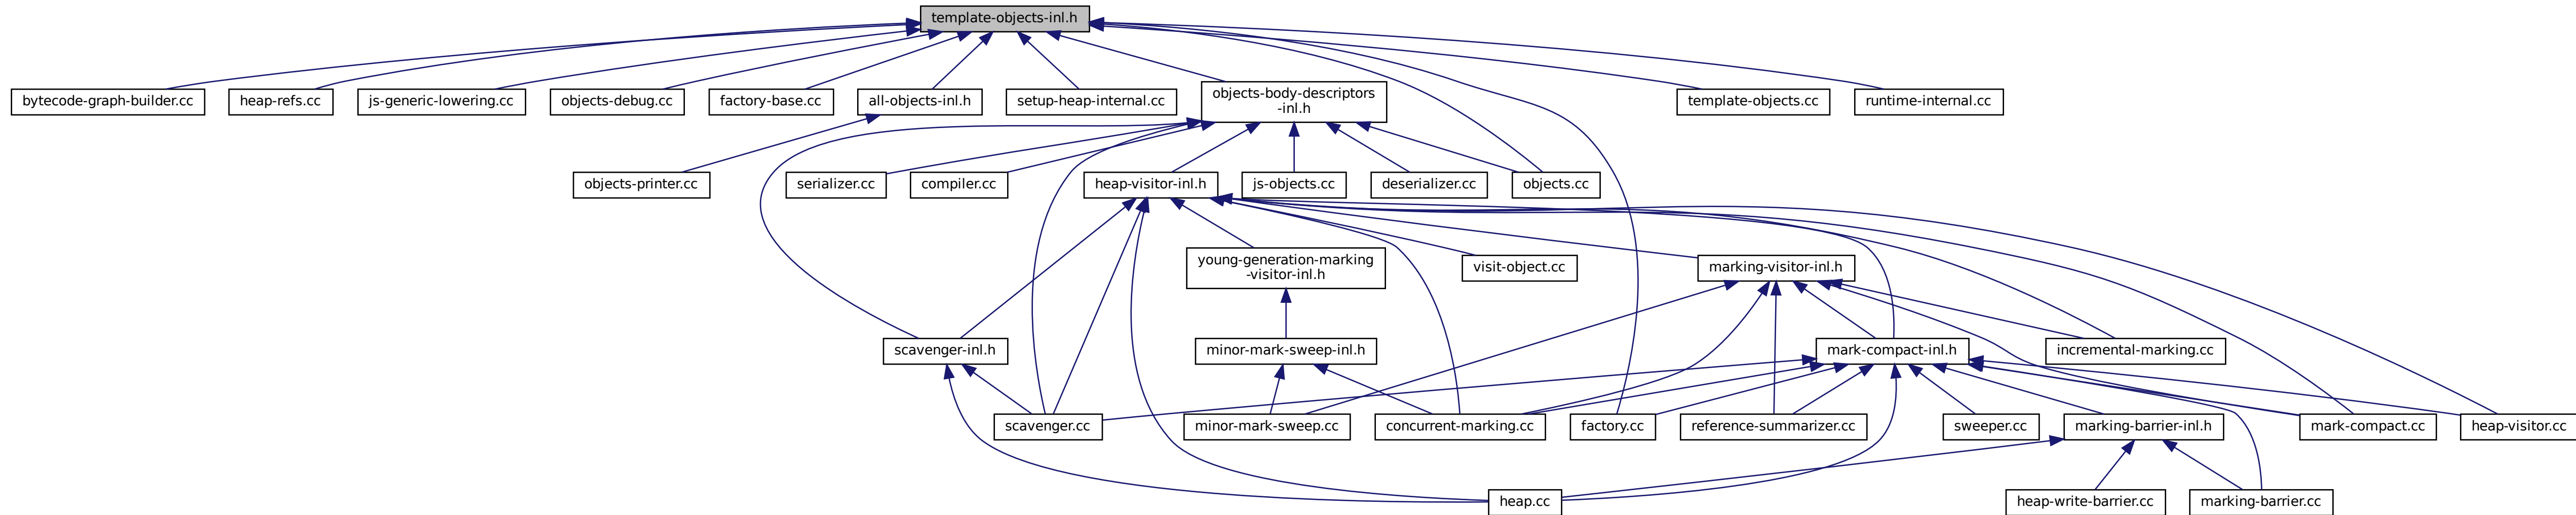 template-objects-inl.h
bytecode-graph-builder.cc
heap-refs.cc
js-generic-lowering.cc
objects-debug.cc
factory-base.cc
all-objects-inl.h
setup-heap-internal.cc
objects-body-descriptors
-inl.h
template-objects.cc
runtime-internal.cc
objects-printer.cc
serializer.cc
compiler.cc
heap-visitor-inl.h
js-objects.cc
deserializer.cc
objects.cc
young-generation-marking
-visitor-inl.h
visit-object.cc
marking-visitor-inl.h
scavenger-inl.h
minor-mark-sweep-inl.h
mark-compact-inl.h
incremental-marking.cc
scavenger.cc
minor-mark-sweep.cc
concurrent-marking.cc
factory.cc
reference-summarizer.cc
sweeper.cc
marking-barrier-inl.h
mark-compact.cc
heap-visitor.cc
heap.cc
heap-write-barrier.cc
marking-barrier.cc